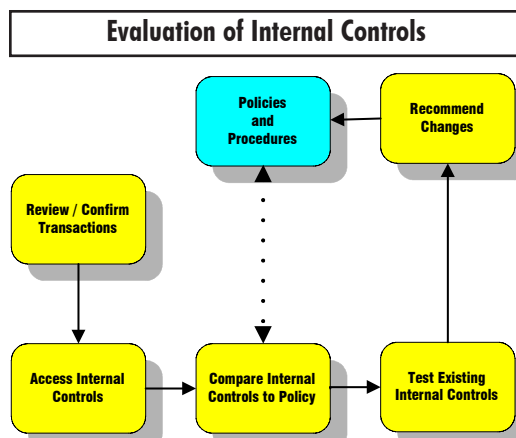 Evaluation of Internal Controls
Policies
and
Procedures
Recommend
Changes
Review / Confirm
Transactions
Access Internal
Controls
Compare Internal
Controls to Policy
Test Existing
Internal Controls